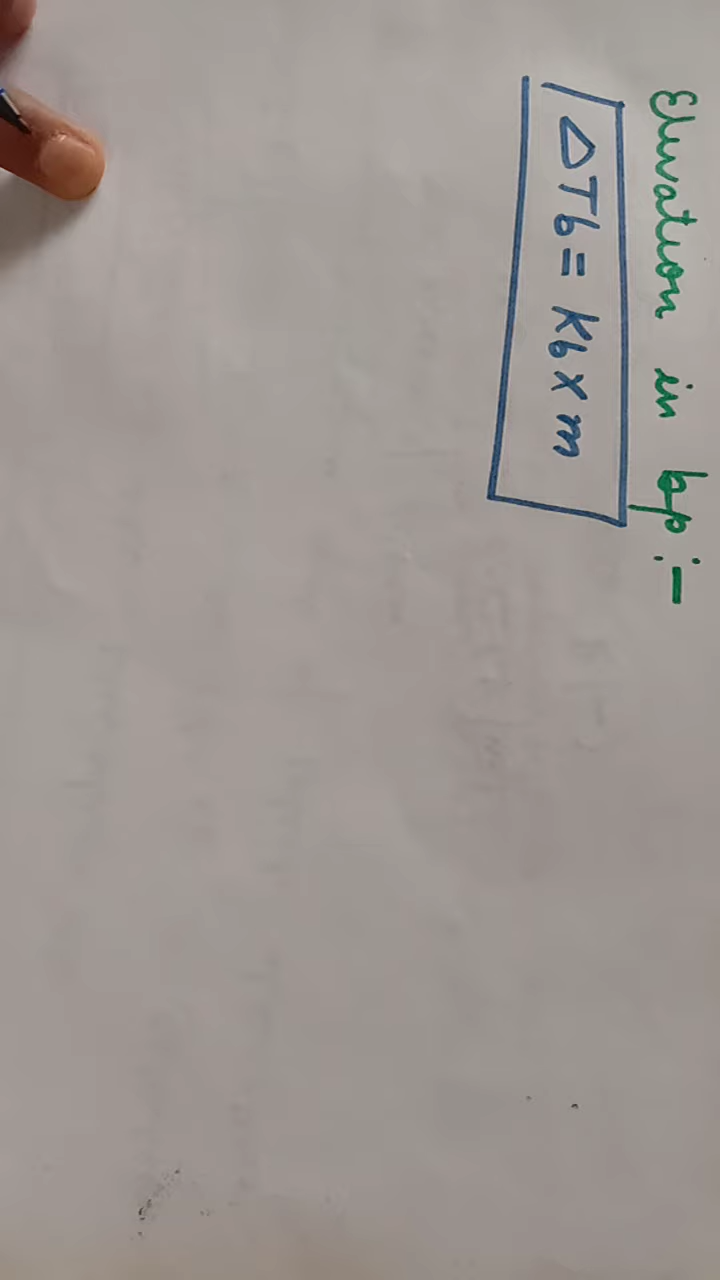 Elevation in bp :-
ΔTb = Kb x m